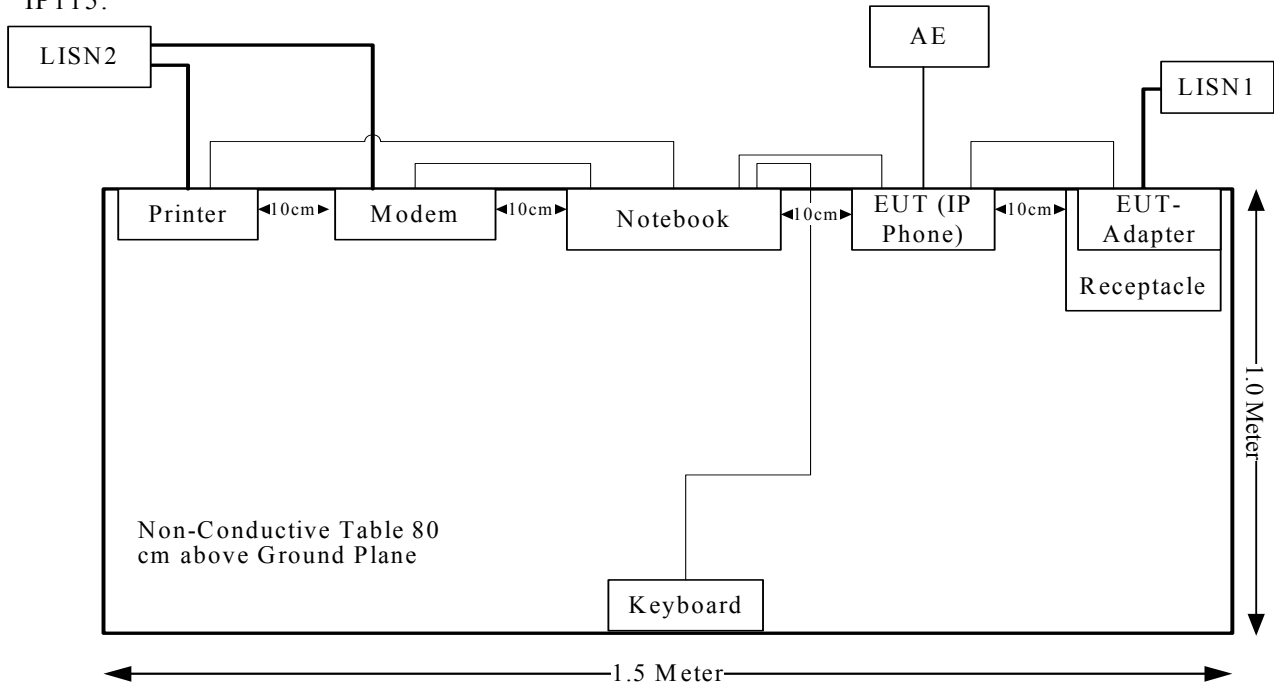 IP115:
LISN2
AE
LISN1
Printer
10cm
Modem
10cm
Notebook
10cm
EUT (IP
Phone)
10cm
EUT-
Adapter
Receptacle
1.0 Meter
Non-Conductive Table 80
cm above Ground Plane
Keyboard
1.5 Meter